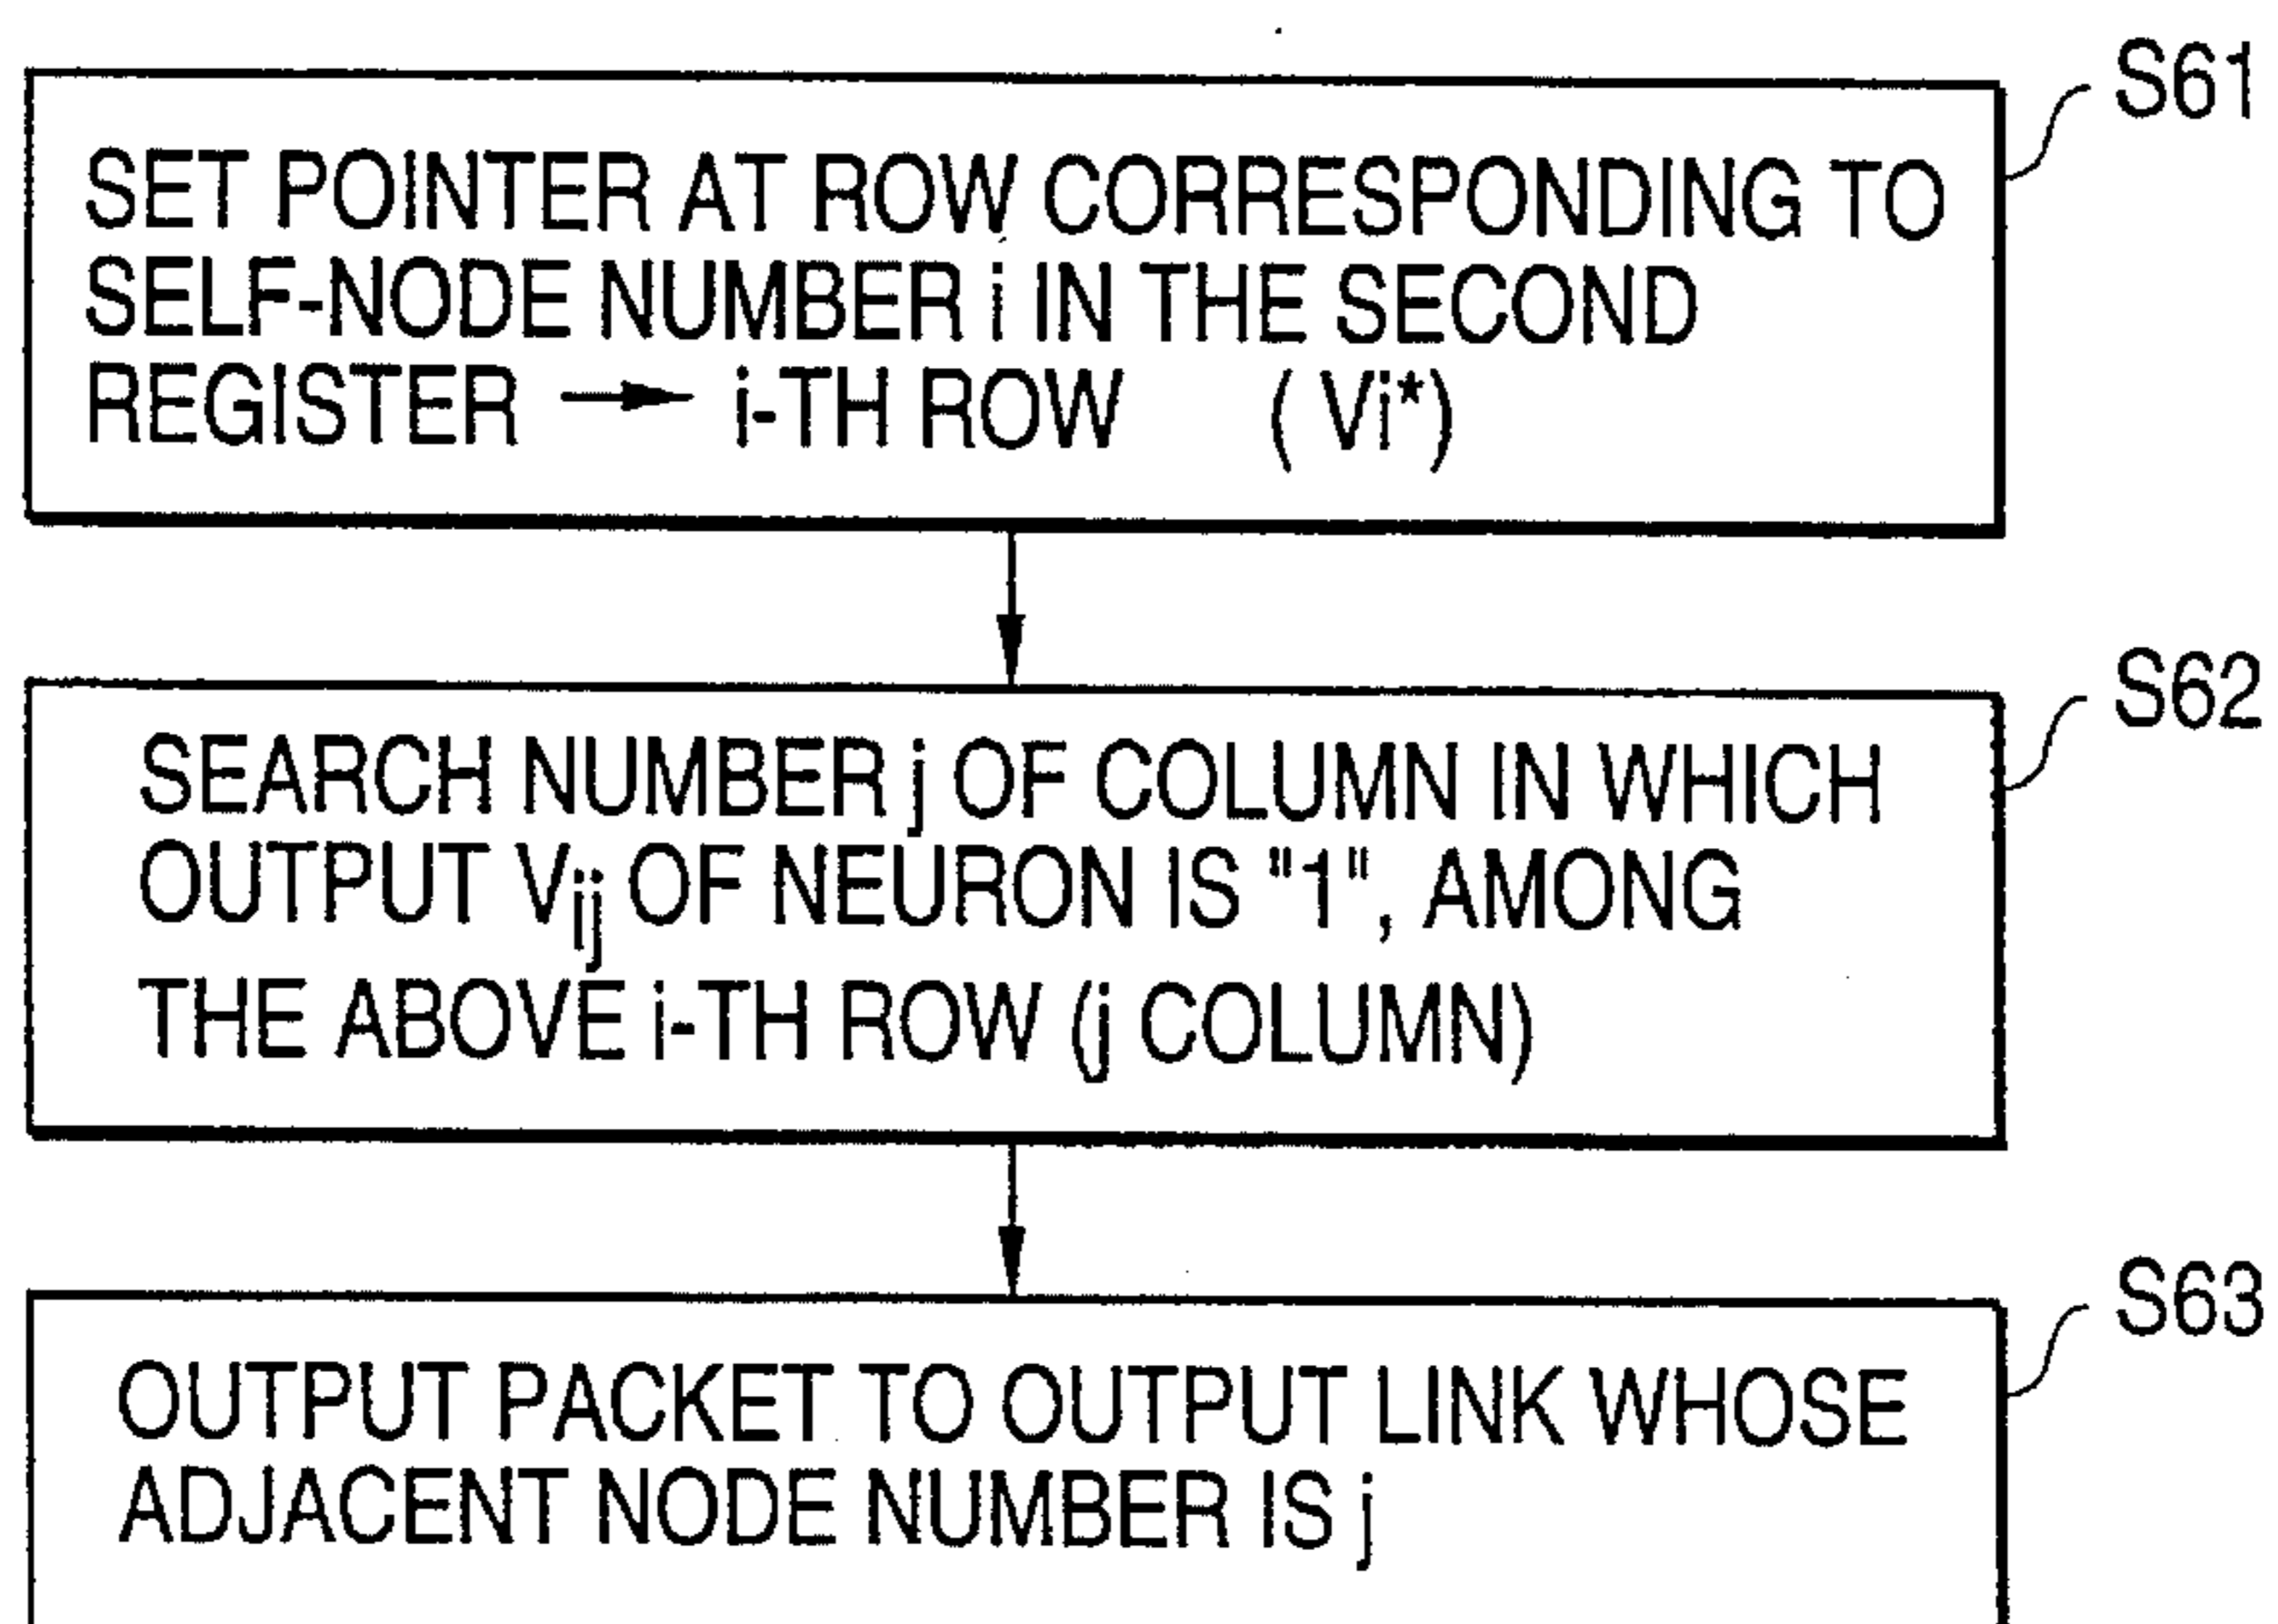 S61
SET POINTER AT ROW CORRESPONDING TO
SELF-NODE NUMBER i IN THE SECOND
REGISTER → i-TH ROW (Vi*)
S62
SEARCH NUMBER j OF COLUMN IN WHICH
OUTPUT Vij OF NEURON IS "1", AMONG
THE ABOVE i-TH ROW (j COLUMN)
S63
OUTPUT PACKET TO OUTPUT LINK WHOSE
ADJACENT NODE NUMBER IS j